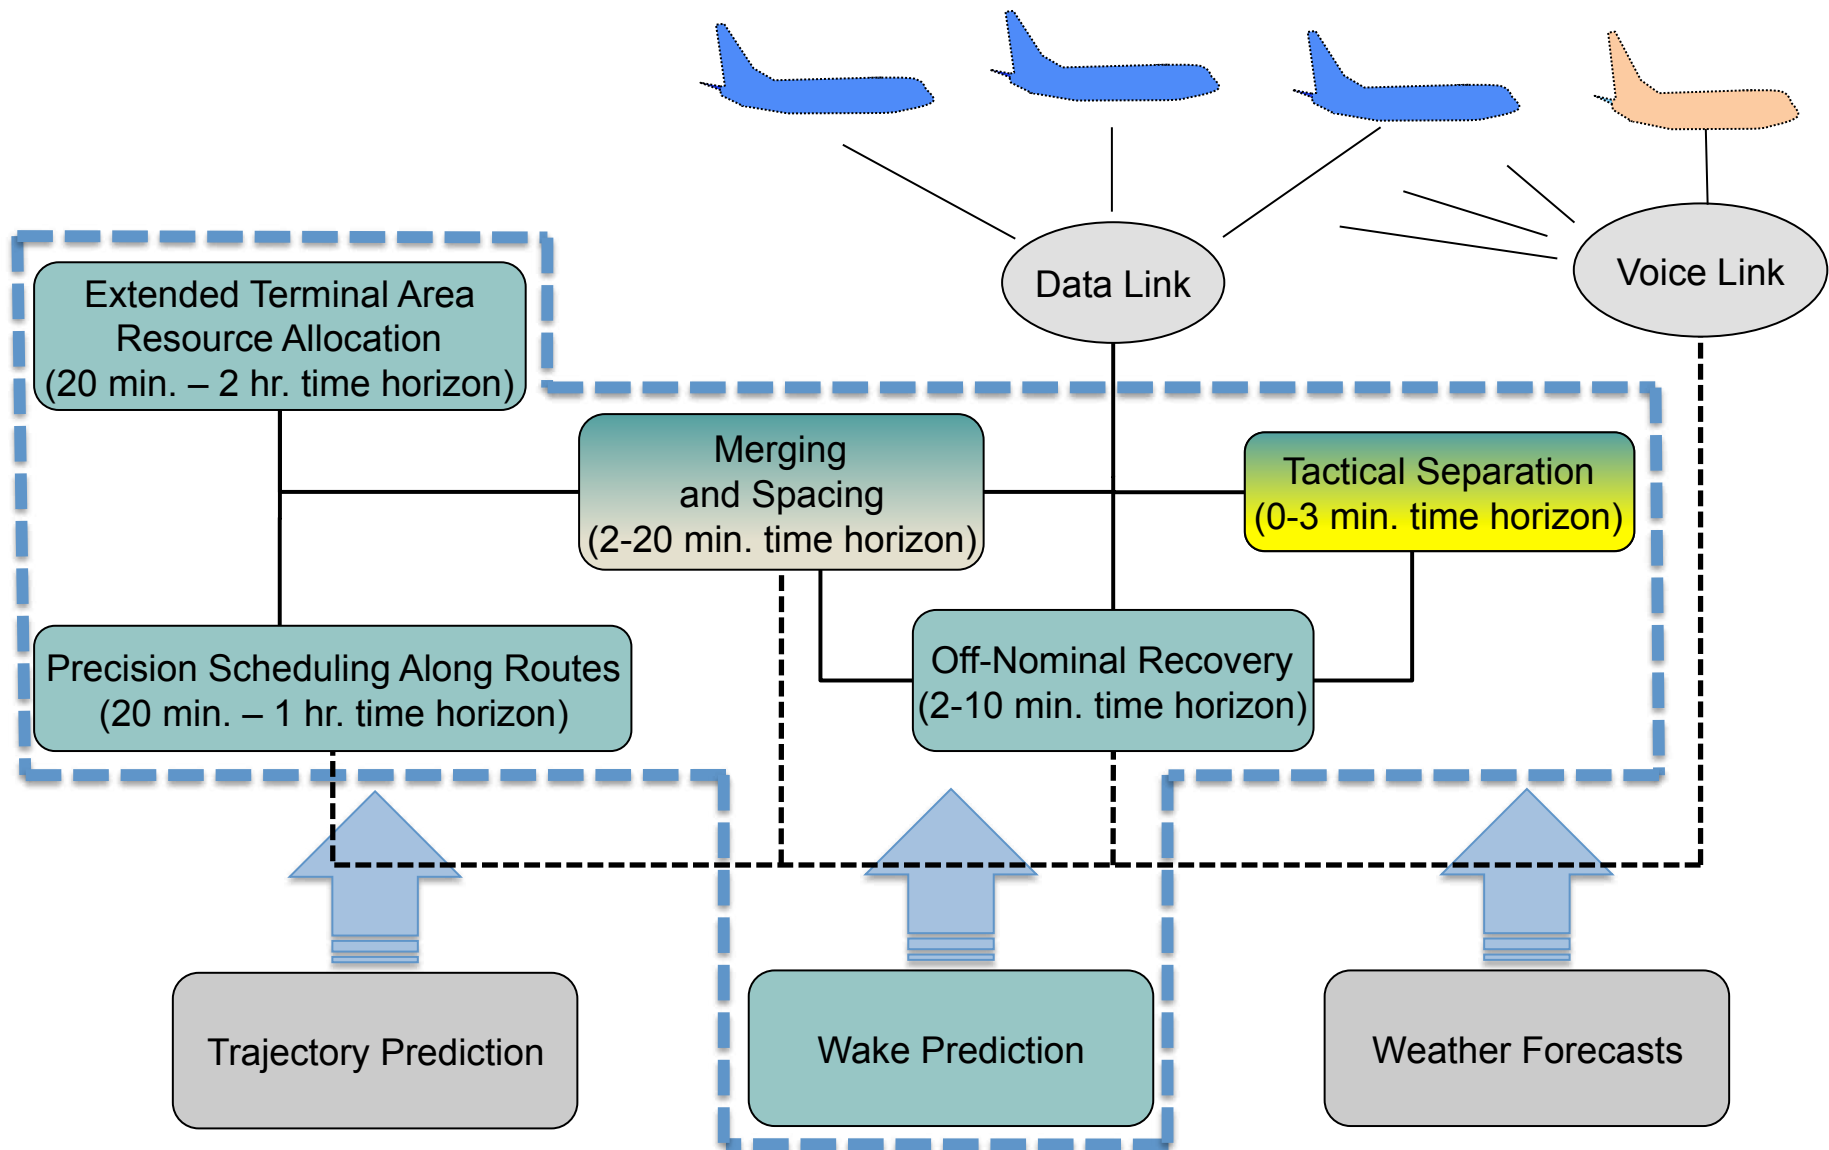 Data Link
Voice Link
Extended Terminal Area
Resource Allocation
(20 min. – 2 hr. time horizon)
Merging
and Spacing
(2-20 min. time horizon)
Tactical Separation
(0-3 min. time horizon)
Precision Scheduling Along Routes
(20 min. – 1 hr. time horizon)
Off-Nominal Recovery
(2-10 min. time horizon)
Trajectory Prediction
Wake Prediction
Weather Forecasts